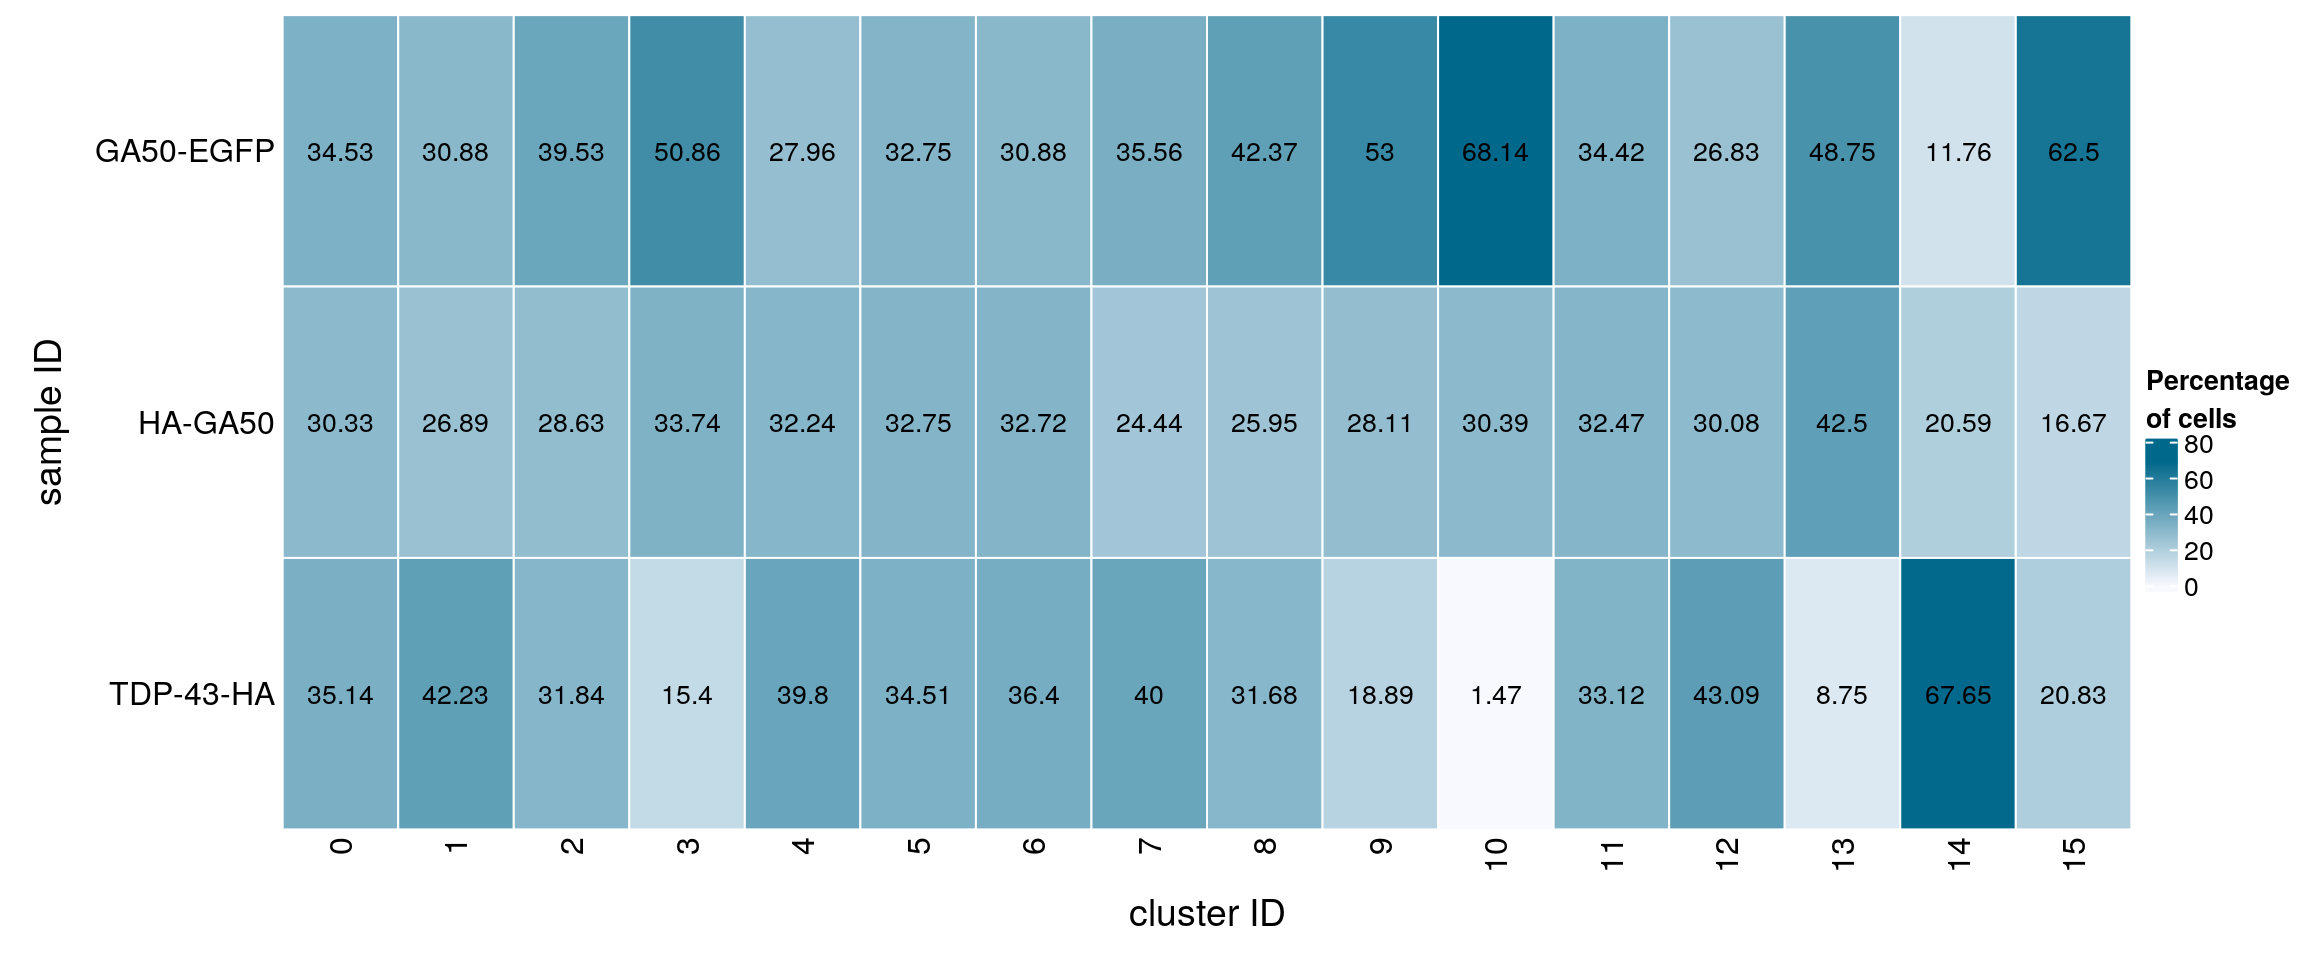 GA50-EGFP 34.53 30.88 39.53 50.86 27.96 32.75 30.88 35.56 42.37 53 68.14 34.42 26.83 48.75 11.76 62.5
sample ID
HA-GA50 30.33 26.89 28.63 33.74 32.24 32.75 32.72 24.44 25.95 28.11 30.39 32.47 30.08 42.5 20.59 16.67
TDP-43-HA 35.14 42.23 31.84 15.4 39.8 34.51 36.4 40 31.68 18.89 1.47 33.12 43.09 8.75 67.65 20.83
0 1 2 3 4 5 6 7 8 9 10 11 12 13 14 15
cluster ID
Percentage
of cells
80
60
40
20
0